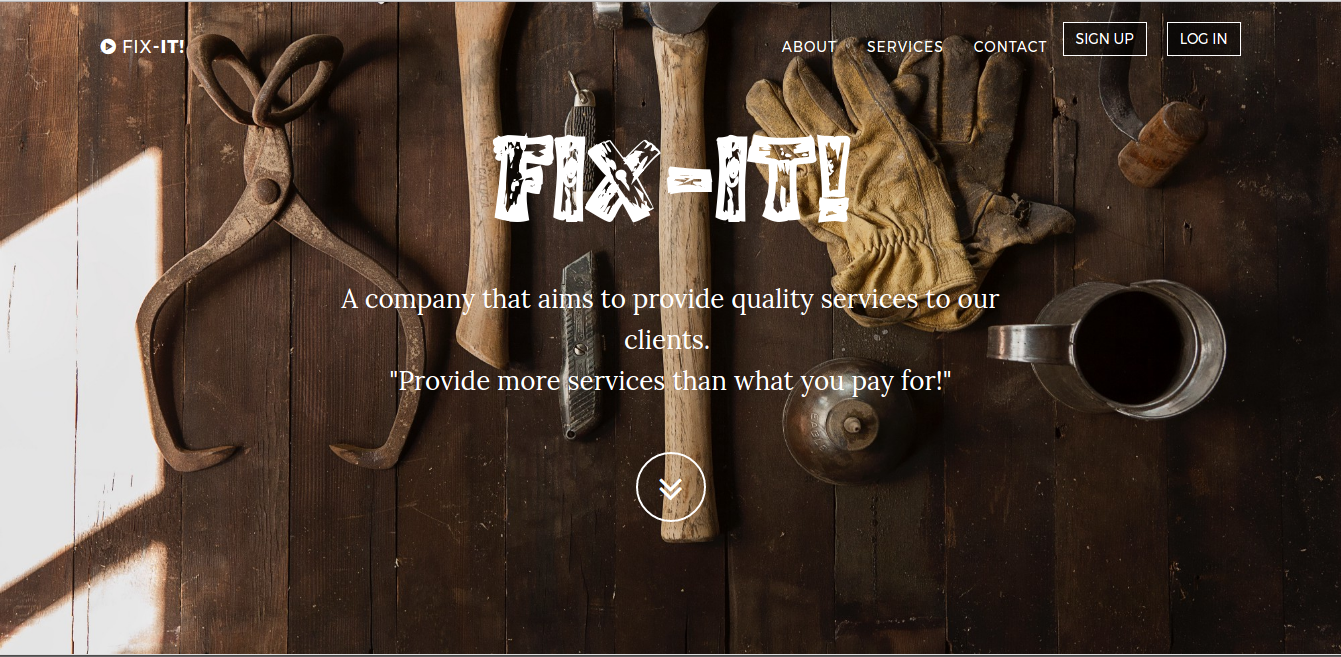 FIX-IT!
ABOUT SERVICES CONTACT SIGN UP LOG IN
FIX-IT!
A company that aims to provide quality services to our
clients.
"Provide more services than what you pay for!"